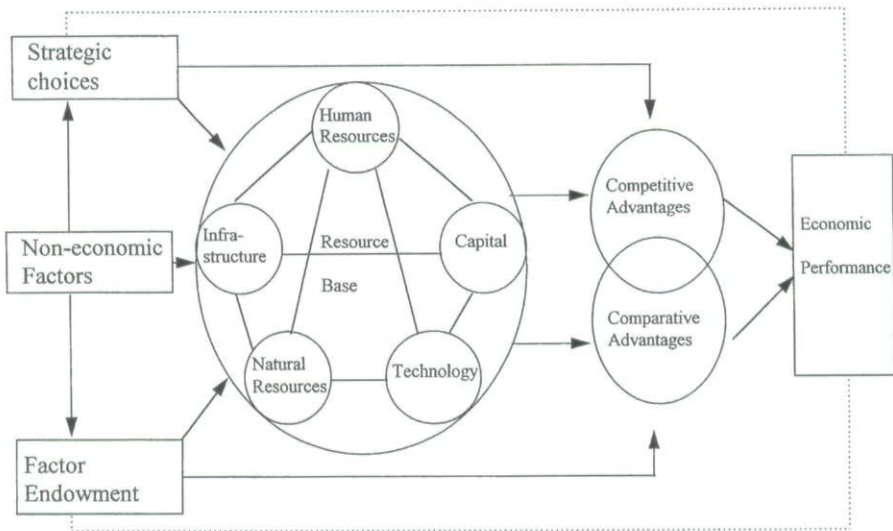 Strategic
choices
Human
Resources
Competitive
Advantages
Economic
Performance
Non-economic
Factors
Infra-
structure
Resource
Base
Capital
Comparative
Advantages
Natural
Resources
Technology
Factor
Endowment